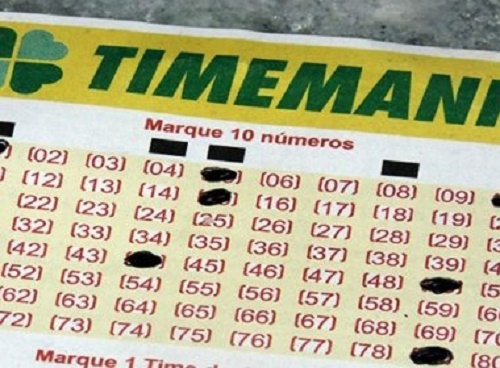 TIMEMAN
Marque 10 números
(02) (03) (04) (06) (07) (08) (09)
(12) (13) (14) (16) (17) (18) (19)
(22) (23) (24) (25) (26) (27) (28) (29)
(32) (33) (34) (35) (36) (37) (38) (39)
(42) (43) (45) (46) (47) (48)
(52) (53) (54) (55) (56) (57) (58) (59)
(62) (63) (64) (65) (66) (67) (68) (69)
72) (73) (74) (75) (76) (77) (78) (80
Marque 1 Time